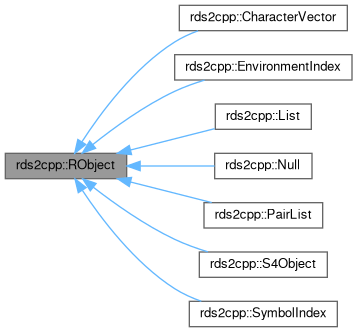 rds2cpp::CharacterVector
rds2cpp::EnvironmentIndex
rds2cpp::List
rds2cpp::RObject
rds2cpp::Null
rds2cpp::PairList
rds2cpp::S4Object
rds2cpp::SymbolIndex